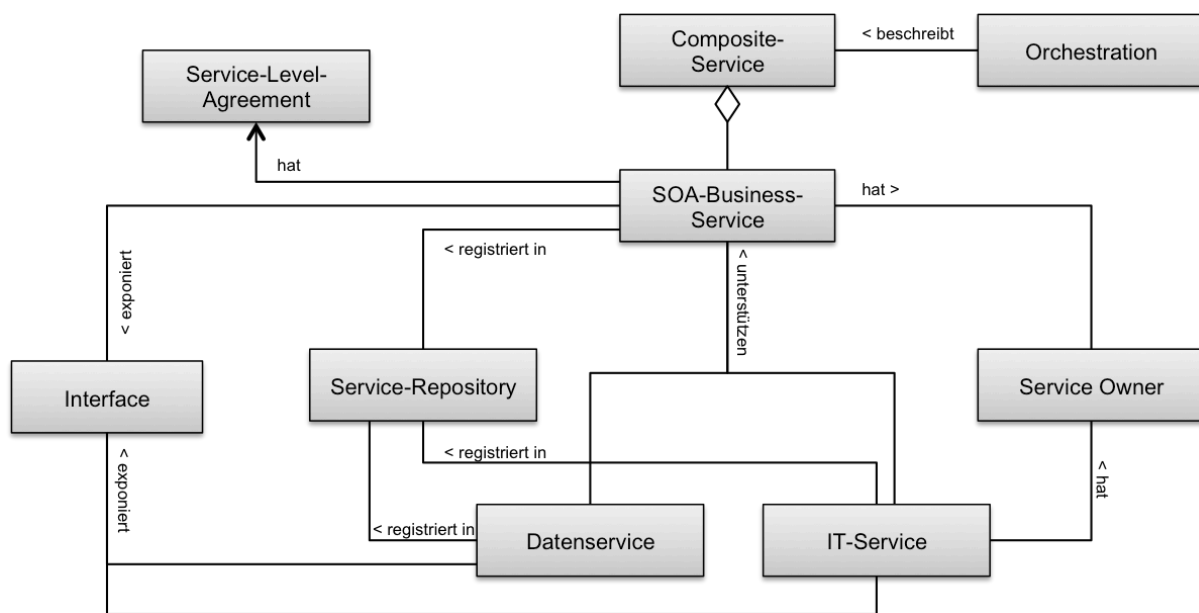 Composite-
Service
< beschreibt
Orchestration
Service-Level-
Agreement
hat
SOA-Business-
Service
hat >
< registriert in
< unterstützen
< exponiert
Interface
Service-Repository
Service Owner
< exponiert
< registriert in
< hat
< registriert in
Datenservice
IT-Service